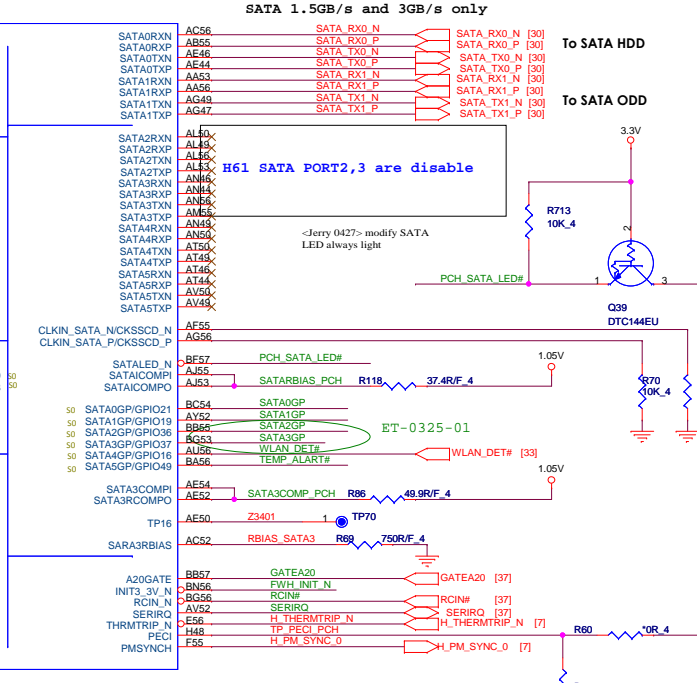 SATA 1.5GB/s and 3GB/s only
SATA0RXN AC56 SATA_RX0_N SATA_RX0_N [30]
SATA0RXP AB55 SATA_RX0_P SATA_RX0_P [30]
SATA0TXN AE46 SATA_TX0_N SATA_TX0_N [30]
SATA0TXP AE44 SATA_TX0_P SATA_TX0_P [30]
To SATA HDD
SATA1RXN AA53 SATA_RX1_N SATA_RX1_N [30]
SATA1RXP AA56 SATA_RX1_P SATA_RX1_P [30]
SATA1TXN AG49 SATA_TX1_N SATA_TX1_N [30]
SATA1TXP AG47 SATA_TX1_P SATA_TX1_P [30]
To SATA ODD
SATA2RXN AL50
SATA2RXP AL49
SATA2TXN AL56
SATA2TXP AL53
SATA3RXN AN46
SATA3RXP AN44
SATA3TXN AN56
SATA3TXP AM55
SATA4RXN AN49
SATA4RXP AN50
SATA4TXN AT50
SATA4TXP AT49
SATA5RXN AT46
SATA5RXP AT44
SATA5TXN AV50
SATA5TXP AV49
H61 SATA PORT2,3 are disable
<Jerry 0427> modify SATA
LED always light
3.3V
R713
10K_4
2
PCH_SATA_LED#
1
3
Q39
DTC144EU
CLKIN_SATA_N/CKSSCD_N AF55
CLKIN_SATA_P/CKSSCD_P AG56
SATALED_N BF57 PCH_SATA_LED#
SATAICOMPI AJ55
SATAICOMPO AJ53 SATARBIAS_PCH R118 37.4R/F_4
1.05V
R70
10K_4
S0
S0
S0 SATA0GP/GPIO21 BC54 SATA0GP
S0 SATA1GP/GPIO19 AY52 SATA1GP
S0 SATA2GP/GPIO36 BB55 SATA2GP
S0 SATA3GP/GPIO37 BG53 SATA3GP
S0 SATA4GP/GPIO16 AU56 WLAN_DET# WLAN_DET# [33]
S0 SATA5GP/GPIO49 BA56 TEMP_ALART#
ET-0325-01
SATA3COMPI AE54
SATA3RCOMPO AE52 SATA3COMP_PCH R86 49.9R/F_4
1.05V
TP16 AE50 Z3401 1 TP70
SARA3RBIAS AC52 RBIAS_SATA3 R69 750R/F_4
A20GATE BB57 GATEA20 GATEA20 [37]
INIT3_3V_N BN56 FWH_INIT_N
RCIN_N BG56 RCIN# RCIN# [37]
SERIRQ AV52 SERIRQ SERIRQ [37]
THRMTRIP_N E56 H_THERMTRIP_N H_THERMTRIP_N [7]
PECI H48 TP_PECI_PCH R60 *0R_4
PMSYNCH F55 H_PM_SYNC_0 H_PM_SYNC_0 [7]